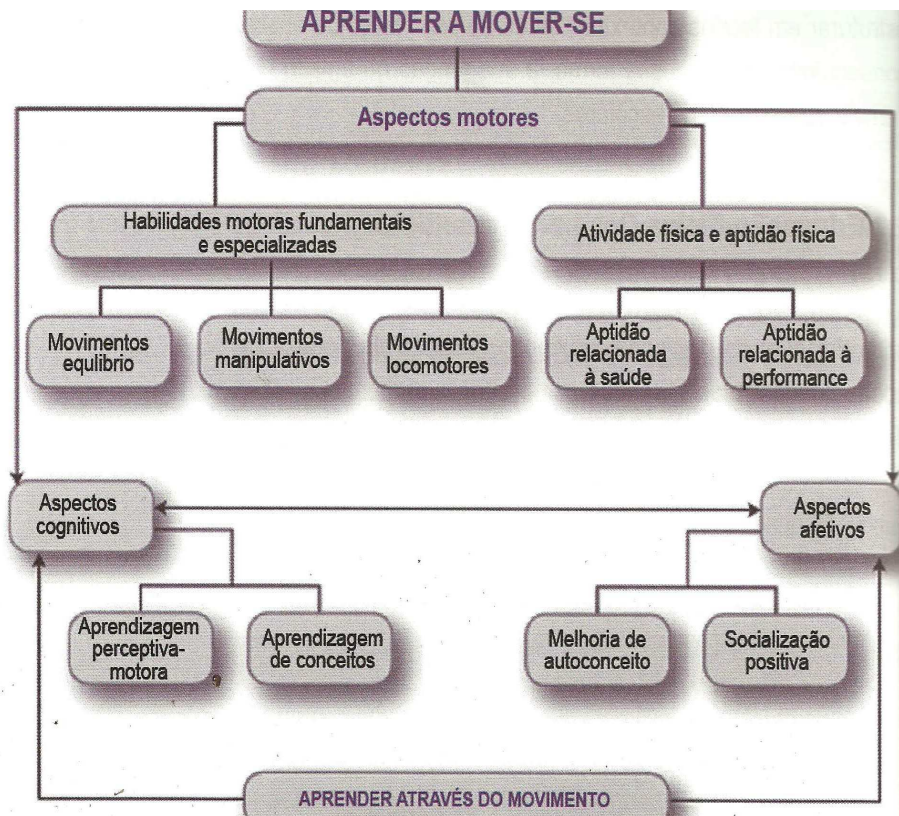 APRENDER A MOVER-SE
Aspectos motores
Habilidades motoras fundamentais
e especializadas
Atividade física e aptidão física
Movimentos
equlibrio
Movimentos
manipulativos
Movimentos
locomotores
Aptidão
relacionada
à saúde
Aptidão
relacionada à
performance
Aspectos
cognitivos
Aspectos
afetivos
Aprendizagem
perceptiva-
motora
Aprendizagem
de conceitos
Melhoria de
autoconceito
Socialização
positiva
APRENDER ATRAVÉS DO MOVIMENTO